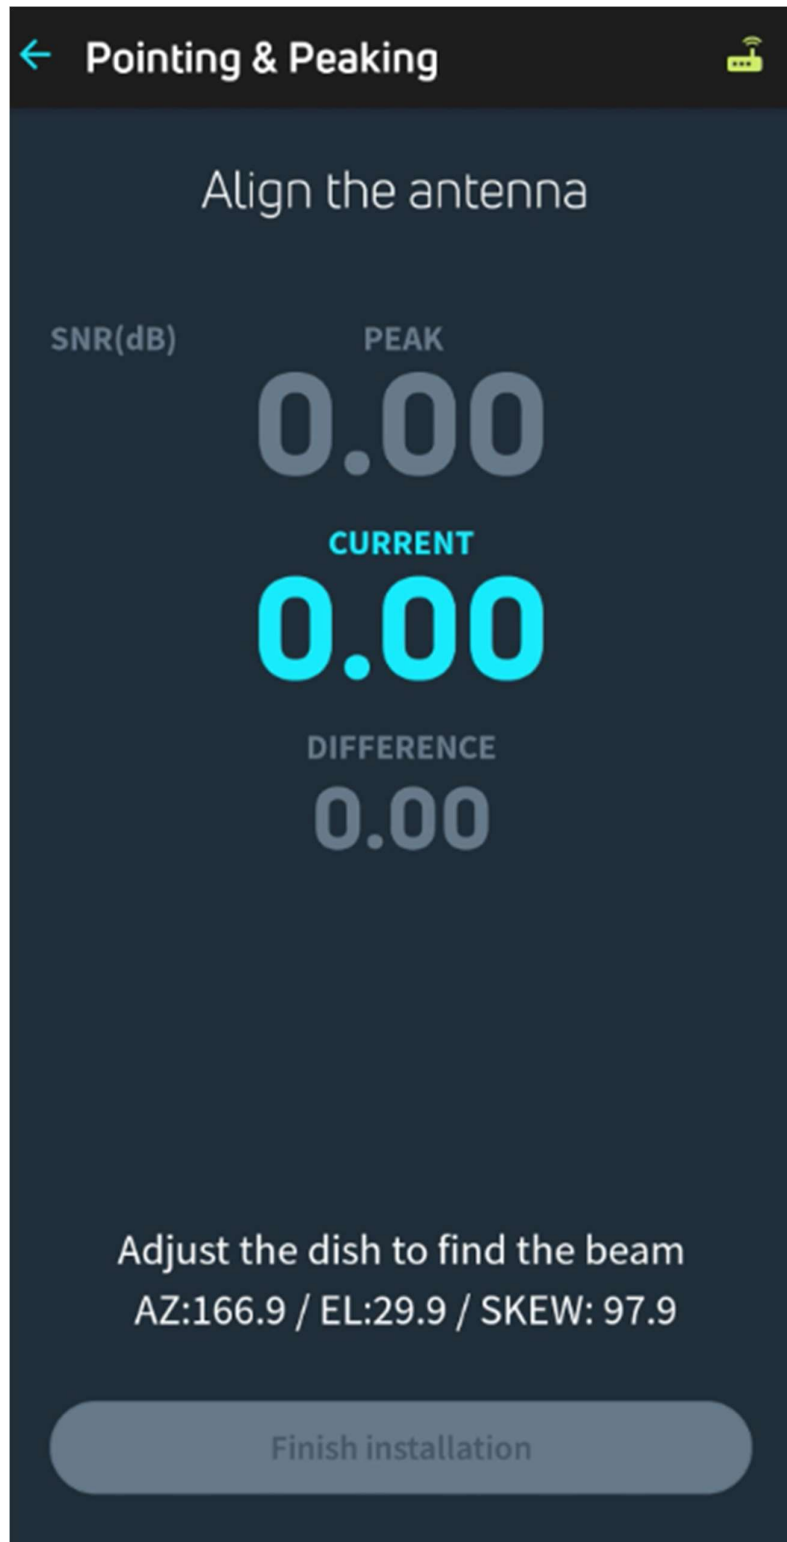 Pointing & Peaking
Align the antenna
SNR(dB) PEAK
0.00
CURRENT
0.00
DIFFERENCE
0.00
Adjust the dish to find the beam
AZ:166.9 / EL:29.9 / SKEW: 97.9
Finish installation